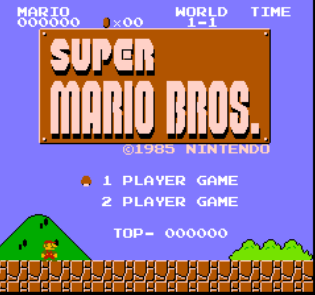 MARIO WORLD TIME
000000 ×00 1-1
SUPER
MARIO BROS.
©1985 NINTENDO
1 PLAYER GAME
2 PLAYER GAME
TOP- 000000